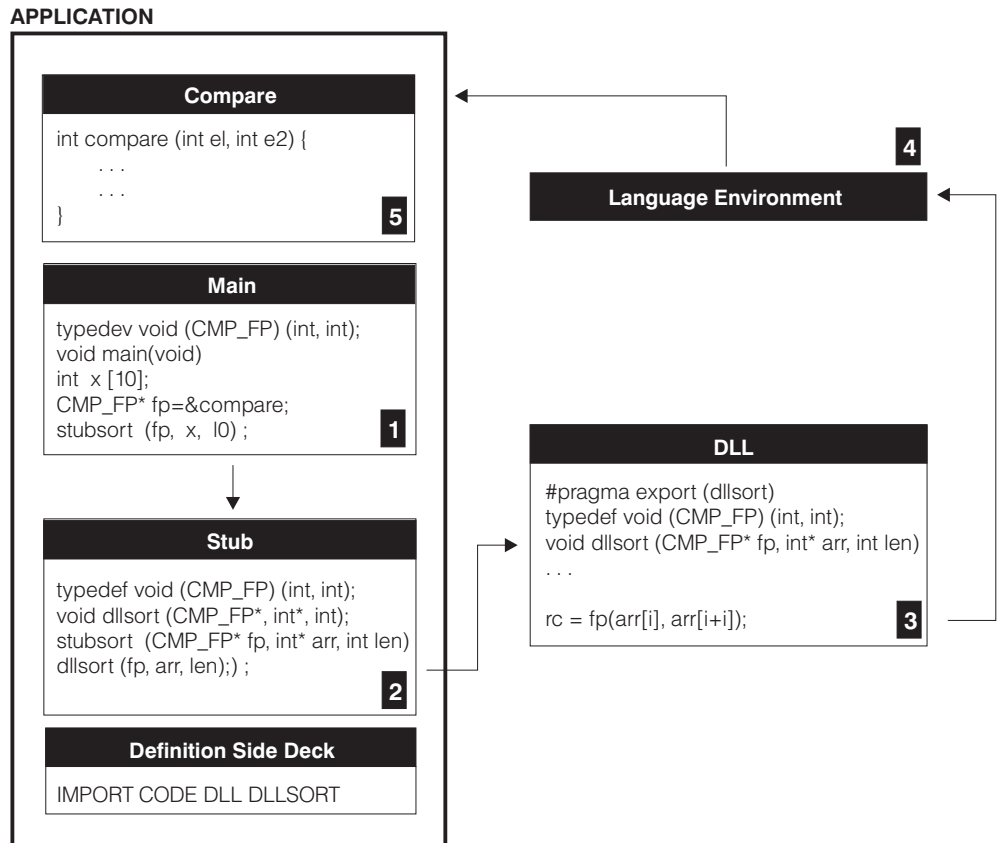 APPLICATION
Compare
int compare (int el, int e2) {
. . .
. . .
}
5
Main
typedev void (CMP_FP) (int, int);
void main(void)
int x [10];
CMP_FP* fp=&compare;
stubsort (fp, x, l0) ;
1
Stub
typedef void (CMP_FP) (int, int);
void dllsort (CMP_FP*, int*, int);
stubsort (CMP_FP* fp, int* arr, int len)
dllsort (fp, arr, len);) ;
2
Definition Side Deck
IMPORT CODE DLL DLLSORT
4
Language Environment
DLL
#pragma export (dllsort)
typedef void (CMP_FP) (int, int);
void dllsort (CMP_FP* fp, int* arr, int len)
. . .
rc = fp(arr[i], arr[i+i]);
3